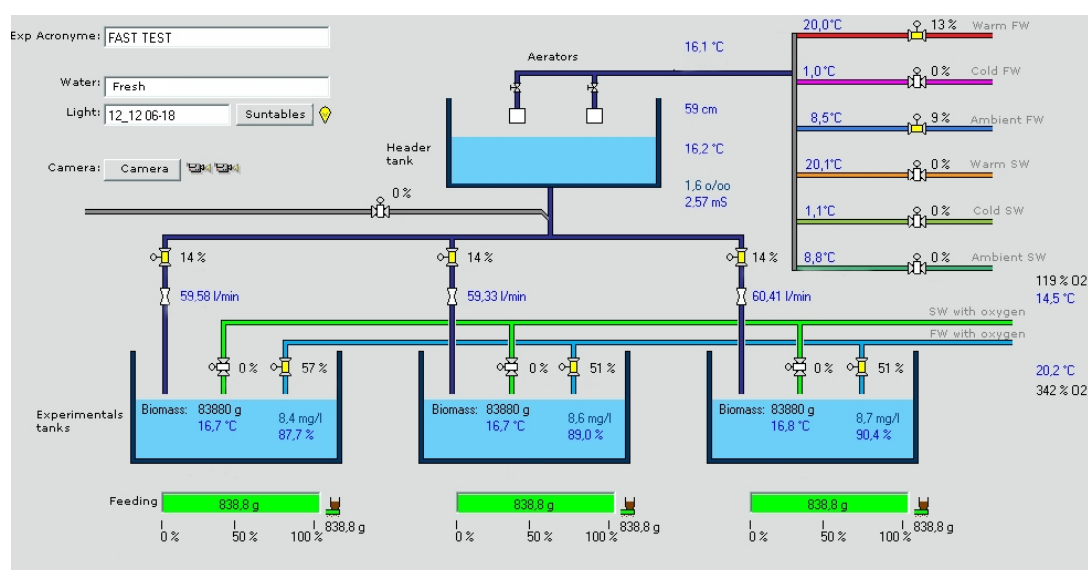 Exp Acronyme: FAST TEST
Water: Fresh
Light: 12_12 06-18 Suntables
Camera: Camera
Aerators
Header
tank
16,1 °C
59 cm
16,2 °C
1,6 o/oo
2,57 mS
20,0°C 13 % Warm FW
1,0°C 0 % Cold FW
8,5°C 9 % Ambient FW
20,1°C 0 % Warm SW
1,1°C 0 % Cold SW
8,8°C 0 % Ambient SW
0 %
14 % 14 % 14 %
59,58 l/min 59,33 l/min 60,41 l/min
119 % O2
14,5 °C
SW with oxygen
FW with oxygen
20,2 °C
342 % O2
0 % 57 % 0 % 51 % 0 % 51 %
Experimentals
tanks
Biomass: 83880 g
16,7 °C
8,4 mg/l
87,7 %
Biomass: 83880 g
16,7 °C
8,6 mg/l
89,0 %
Biomass: 83880 g
16,8 °C
8,7 mg/l
90,4 %
Feeding 838,8 g 838,8 g 838,8 g
0 % 50 % 100 % 838,8 g 0 % 50 % 100 % 838,8 g 0 % 50 % 100 % 838,8 g